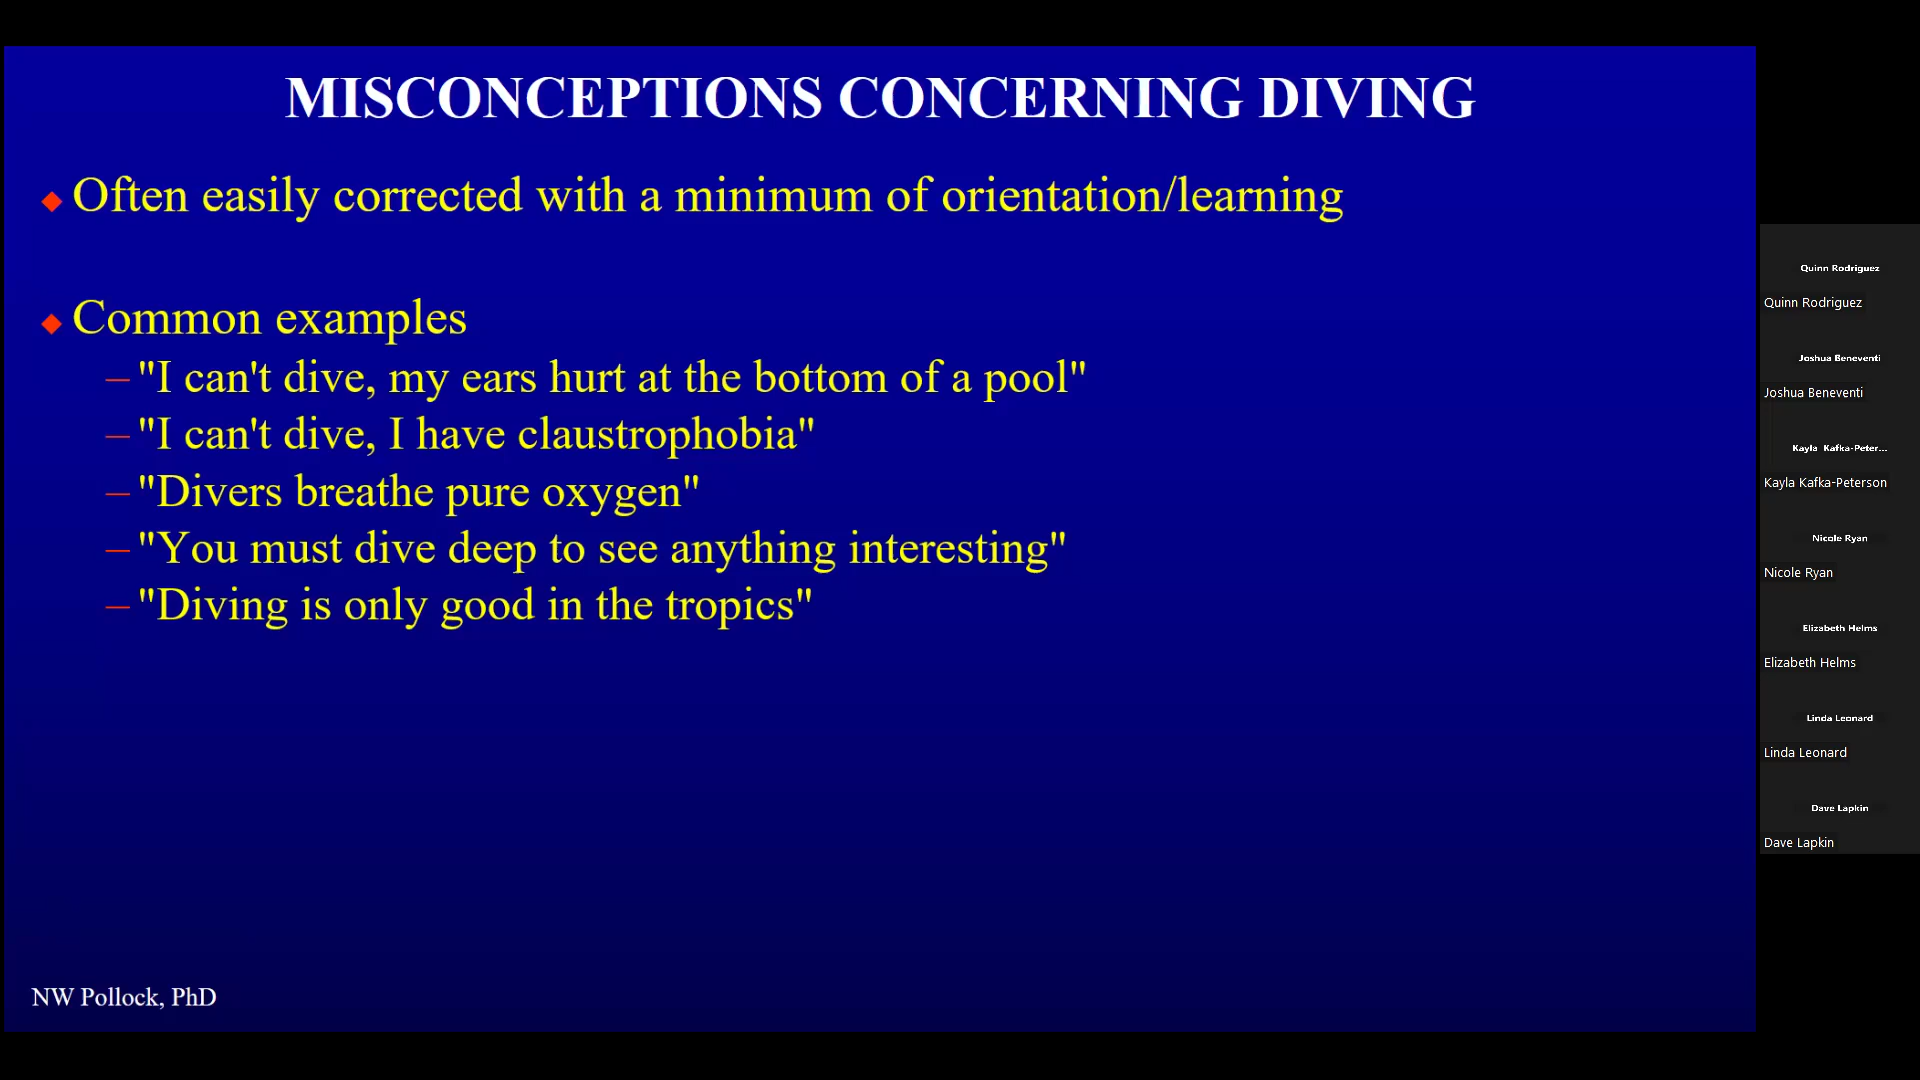 MISCONCEPTIONS CONCERNING DIVING
Often easily corrected with a minimum of orientation/learning
Common examples
–"I can't dive, my ears hurt at the bottom of a pool"
–"I can't dive, I have claustrophobia"
–"Divers breathe pure oxygen"
–"You must dive deep to see anything interesting"
–"Diving is only good in the tropics"
NW Pollock, PhD
Quinn Rodriguez
Quinn Rodriguez
Joshua Beneventi
Joshua Beneventi
Kayla Kafka-Peter...
Kayla Kafka-Peterson
Nicole Ryan
Nicole Ryan
Elizabeth Helms
Elizabeth Helms
Linda Leonard
Linda Leonard
Dave Lapkin
Dave Lapkin